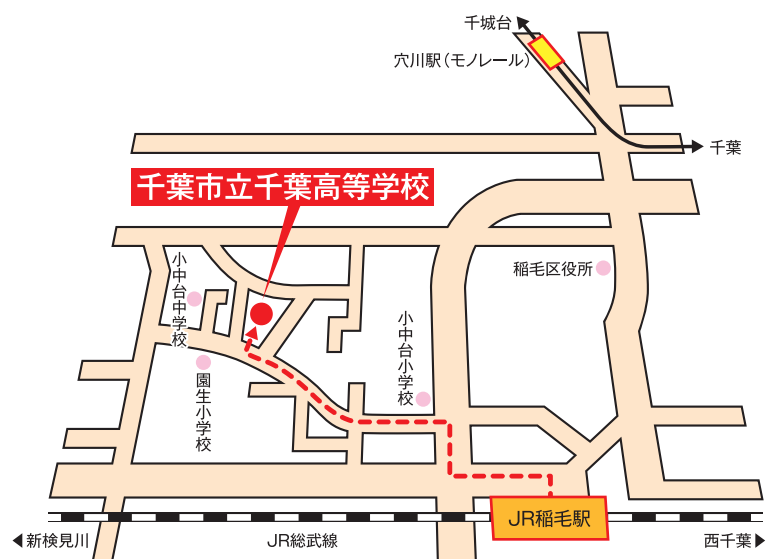 千城台
穴川駅(モノレール)
千葉
千葉市立千葉高等学校
小中台中学校
稲毛区役所
小中台小学校
園生小学校
JR稲毛駅
新検見川
JR総武線
西千葉